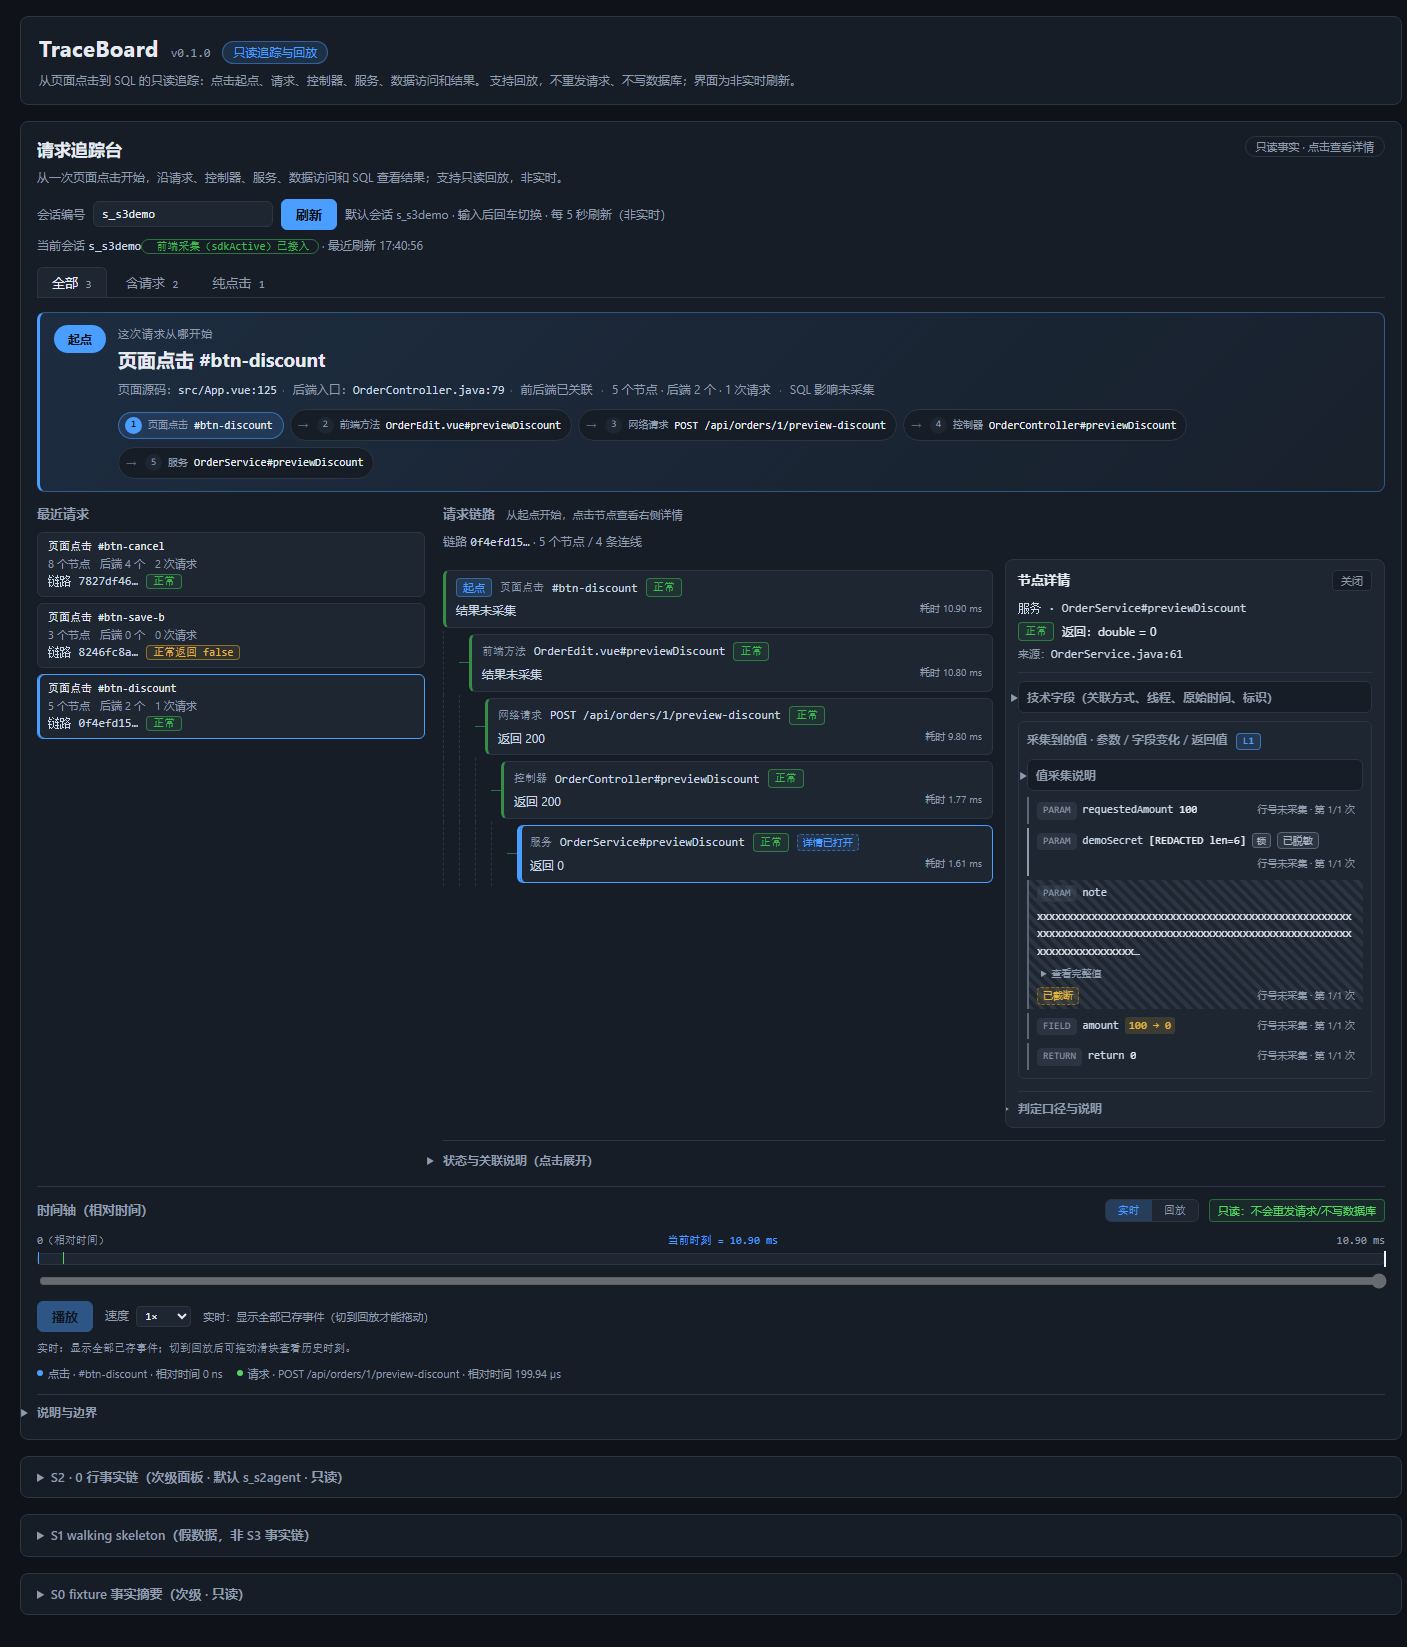 TraceBoard v0.1.0 只读追踪与回放
从页面点击到 SQL 的只读追踪：点击起点、请求、控制器、服务、数据访问和结果。 支持回放，不重发请求、不写数据库；界面为非实时刷新。
请求追踪台
只读事实 · 点击查看详情
从一次页面点击开始，沿请求、控制器、服务、数据访问和 SQL 查看结果；支持只读回放，非实时。
会话编号 s_s3demo 刷新 默认会话 s_s3demo · 输入后回车切换 · 每 5 秒刷新（非实时）
当前会话 s_s3demo 前端采集（sdkActive）已接入 · 最近刷新 17:40:56
全部 3 含请求 2 纯点击 1
起点 这次请求从哪开始
页面点击 #btn-discount
页面源码：src/App.vue:125 · 后端入口：OrderController.java:79 · 前后端已关联 · 5 个节点 · 后端 2 个 · 1 次请求 · SQL 影响未采集
1 页面点击 #btn-discount → 2 前端方法 OrderEdit.vue#previewDiscount → 3 网络请求 POST /api/orders/1/preview-discount → 4 控制器 OrderController#previewDiscount
→ 5 服务 OrderService#previewDiscount
最近请求
页面点击 #btn-cancel
8 个节点 后端 4 个 2 次请求
链路 7827df46… 正常
页面点击 #btn-save-b
3 个节点 后端 0 个 0 次请求
链路 8246fc8a… 正常返回 false
页面点击 #btn-discount
5 个节点 后端 2 个 1 次请求
链路 0f4efd15… 正常
请求链路 从起点开始，点击节点查看右侧详情
链路 0f4efd15… · 5 个节点 / 4 条连线
起点 页面点击 #btn-discount 正常
结果未采集 耗时 10.90 ms
前端方法 OrderEdit.vue#previewDiscount 正常
结果未采集 耗时 10.80 ms
网络请求 POST /api/orders/1/preview-discount 正常
返回 200 耗时 9.80 ms
控制器 OrderController#previewDiscount 正常
返回 200 耗时 1.77 ms
服务 OrderService#previewDiscount 正常 详情已打开
返回 0 耗时 1.61 ms
节点详情 关闭
服务 · OrderService#previewDiscount
正常 返回：double = 0
来源：OrderService.java:61
▶ 技术字段（关联方式、线程、原始时间、标识）
采集到的值 · 参数 / 字段变化 / 返回值 L1
▶ 值采集说明
PARAM requestedAmount 100 行号未采集 · 第 1/1 次
PARAM demoSecret [REDACTED len=6] 锁 已脱敏
行号未采集 · 第 1/1 次
PARAM note
xxxxxxxxxxxxxxxxxxxxxxxxxxxxxxxxxxxxxxxxxxxxxxxxxxxx
xxxxxxxxxxxxxxxxxxxxxxxxxxxxxxxxxxxxxxxxxxxxxxxxxxxx
xxxxxxxxxxxxxxxx…
▶ 查看完整值
已截断 行号未采集 · 第 1/1 次
FIELD amount 100 → 0 行号未采集 · 第 1/1 次
RETURN return 0 行号未采集 · 第 1/1 次
▸ 判定口径与说明
▶ 状态与关联说明（点击展开）
时间轴（相对时间） 实时 回放 只读：不会重发请求/不写数据库
0（相对时间） 当前时刻 = 10.90 ms 10.90 ms
播放 速度 1× 实时：显示全部已存事件（切到回放才能拖动）
实时：显示全部已存事件；切到回放后可拖动滑块查看历史时刻。
点击 · #btn-discount · 相对时间 0 ns 请求 · POST /api/orders/1/preview-discount · 相对时间 199.94 µs
▶ 说明与边界
▶ S2 · 0 行事实链（次级面板 · 默认 s_s2agent · 只读）
▶ S1 walking skeleton（假数据，非 S3 事实链）
▶ S0 fixture 事实摘要（次级 · 只读）